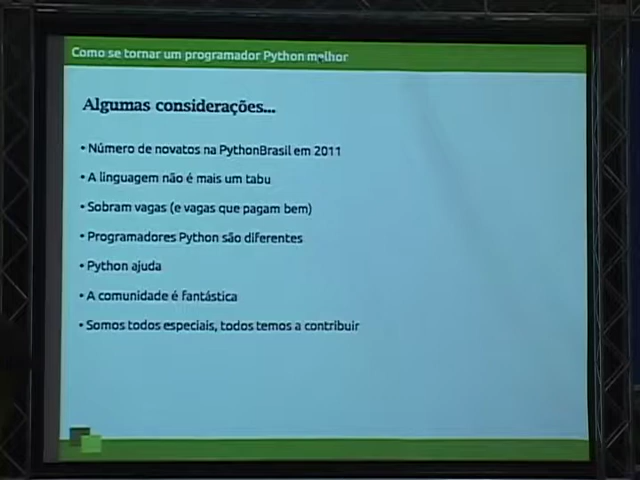 Como se tornar um programador Python melhor
Algumas considerações...
• Número de novatos na PythonBrasil em 2011
• A linguagem não é mais um tabu
• Sobram vagas (e vagas que pagam bem)
• Programadores Python são diferentes
• Python ajuda
• A comunidade é fantástica
• Somos todos especiais, todos temos a contribuir